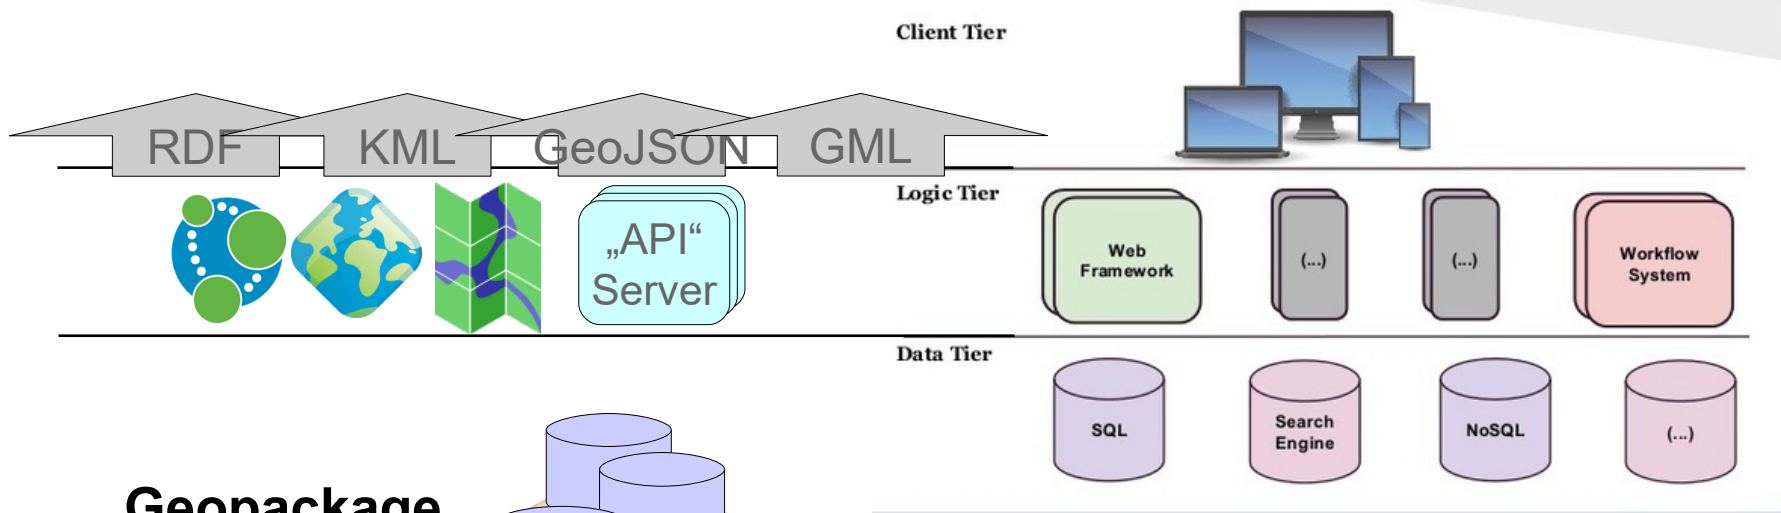 Client Tier
RDF
KML
GeoJSON
GML
Logic Tier
„API“
Server
Web
Framework
(...)
(...)
Workflow
System
Data Tier
SQL
Search
Engine
NoSQL
(...)
Geopackage